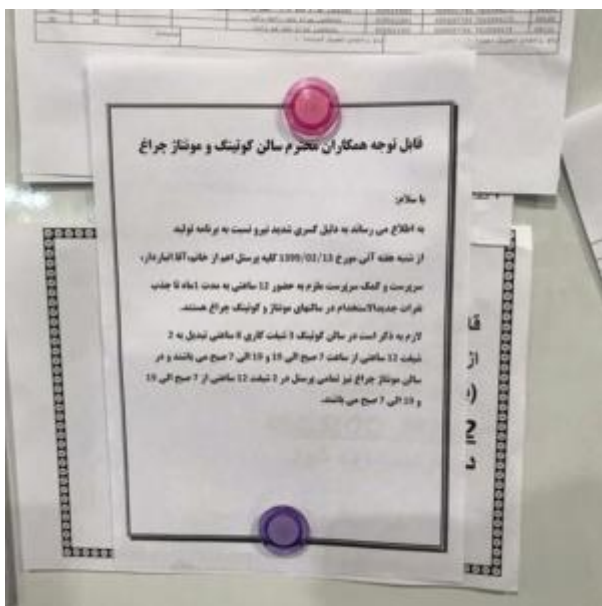 قابل توجه همکاران محترم سالن کوتینگ و مونتاژ چراغ
با سلام:
به اطلاع می رساند به دلیل کسری شدید نیرو نسبت به برنامه تولید
از شنبه هفته آتی مورخ 1399/02/13 کلیه پرسنل اعم از خانم، آقا انباردار،
سرپرست و کمک سرپرست ملزم به حضور 12 ساعتی به مدت 1ماه تا جذب
نفرات جدیدالاستخدام در سالنهای مونتاژ و کوتینگ چراغ هستند.
لازم به ذکر است در سالن کوتینگ 3 شیفت کاری 8 ساعتی تبدیل به 2
شیفت 12 ساعتی از ساعت 7 صبح الی 19 و 19 الی 7 صبح می باشند و در
سالن مونتاژ چراغ نیز تمامی پرسنل در 2 شیفت 12 ساعتی از 7 صبح الی 19
و 19 الی 7 صبح می باشند.
قا
از